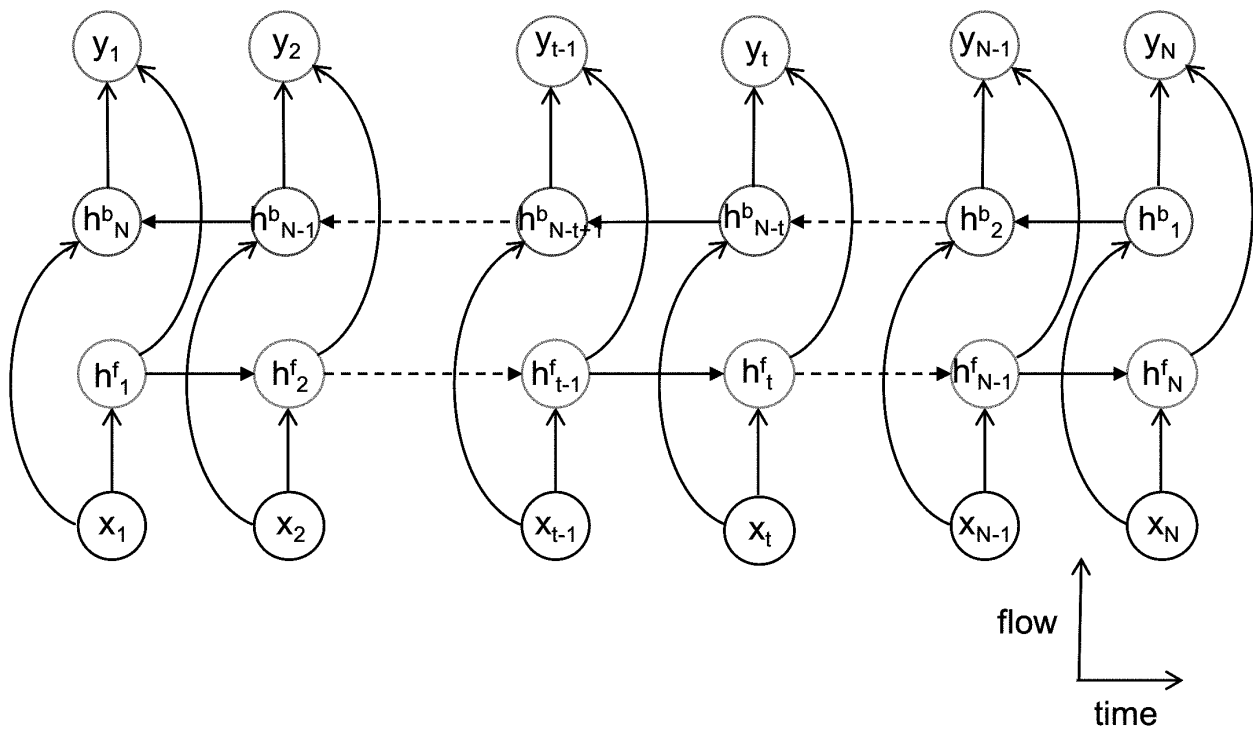 y1 y2 yt-1 yt yN-1 yN
hbN hbN-1 hbN-t+1 hbN-t hb2 hb1
hf1 hf2 hft-1 hft hfN-1 hfN
x1 x2 xt-1 xt xN-1 xN
flow
time